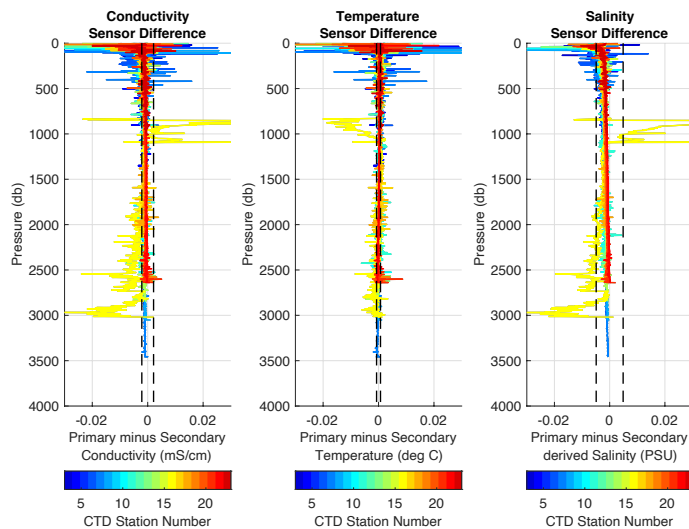 Conductivity
Sensor Difference
0
500
1000
1500
2000
2500
3000
3500
4000
Pressure (db)
-0.02 0 0.02
Primary minus Secondary
Conductivity (mS/cm)
5 10 15 20
CTD Station Number
Temperature
Sensor Difference
0
500
1000
1500
2000
2500
3000
3500
4000
Pressure (db)
-0.02 0 0.02
Primary minus Secondary
Temperature (deg C)
5 10 15 20
CTD Station Number
Salinity
Sensor Difference
0
500
1000
1500
2000
2500
3000
3500
4000
Pressure (db)
-0.02 0 0.02
Primary minus Secondary
derived Salinity (PSU)
5 10 15 20
CTD Station Number